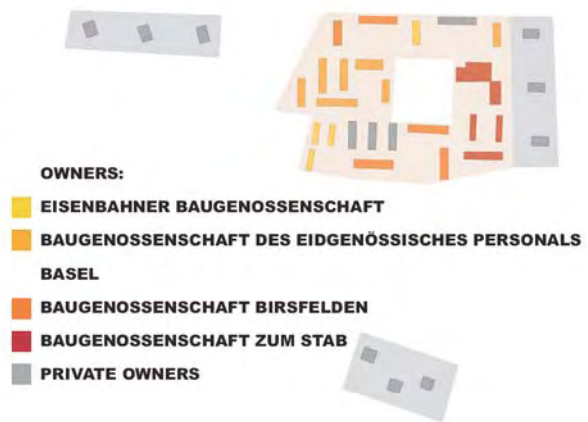 OWNERS:
EISENBAHNER BAUGENOSSENSCHAFT
BAUGENOSSENSCHAFT DES EIDGENÖSSISCHES PERSONALS
BASEL
BAUGENOSSENSCHAFT BIRSFELDEN
BAUGENOSSENSCHAFT ZUM STAB
PRIVATE OWNERS